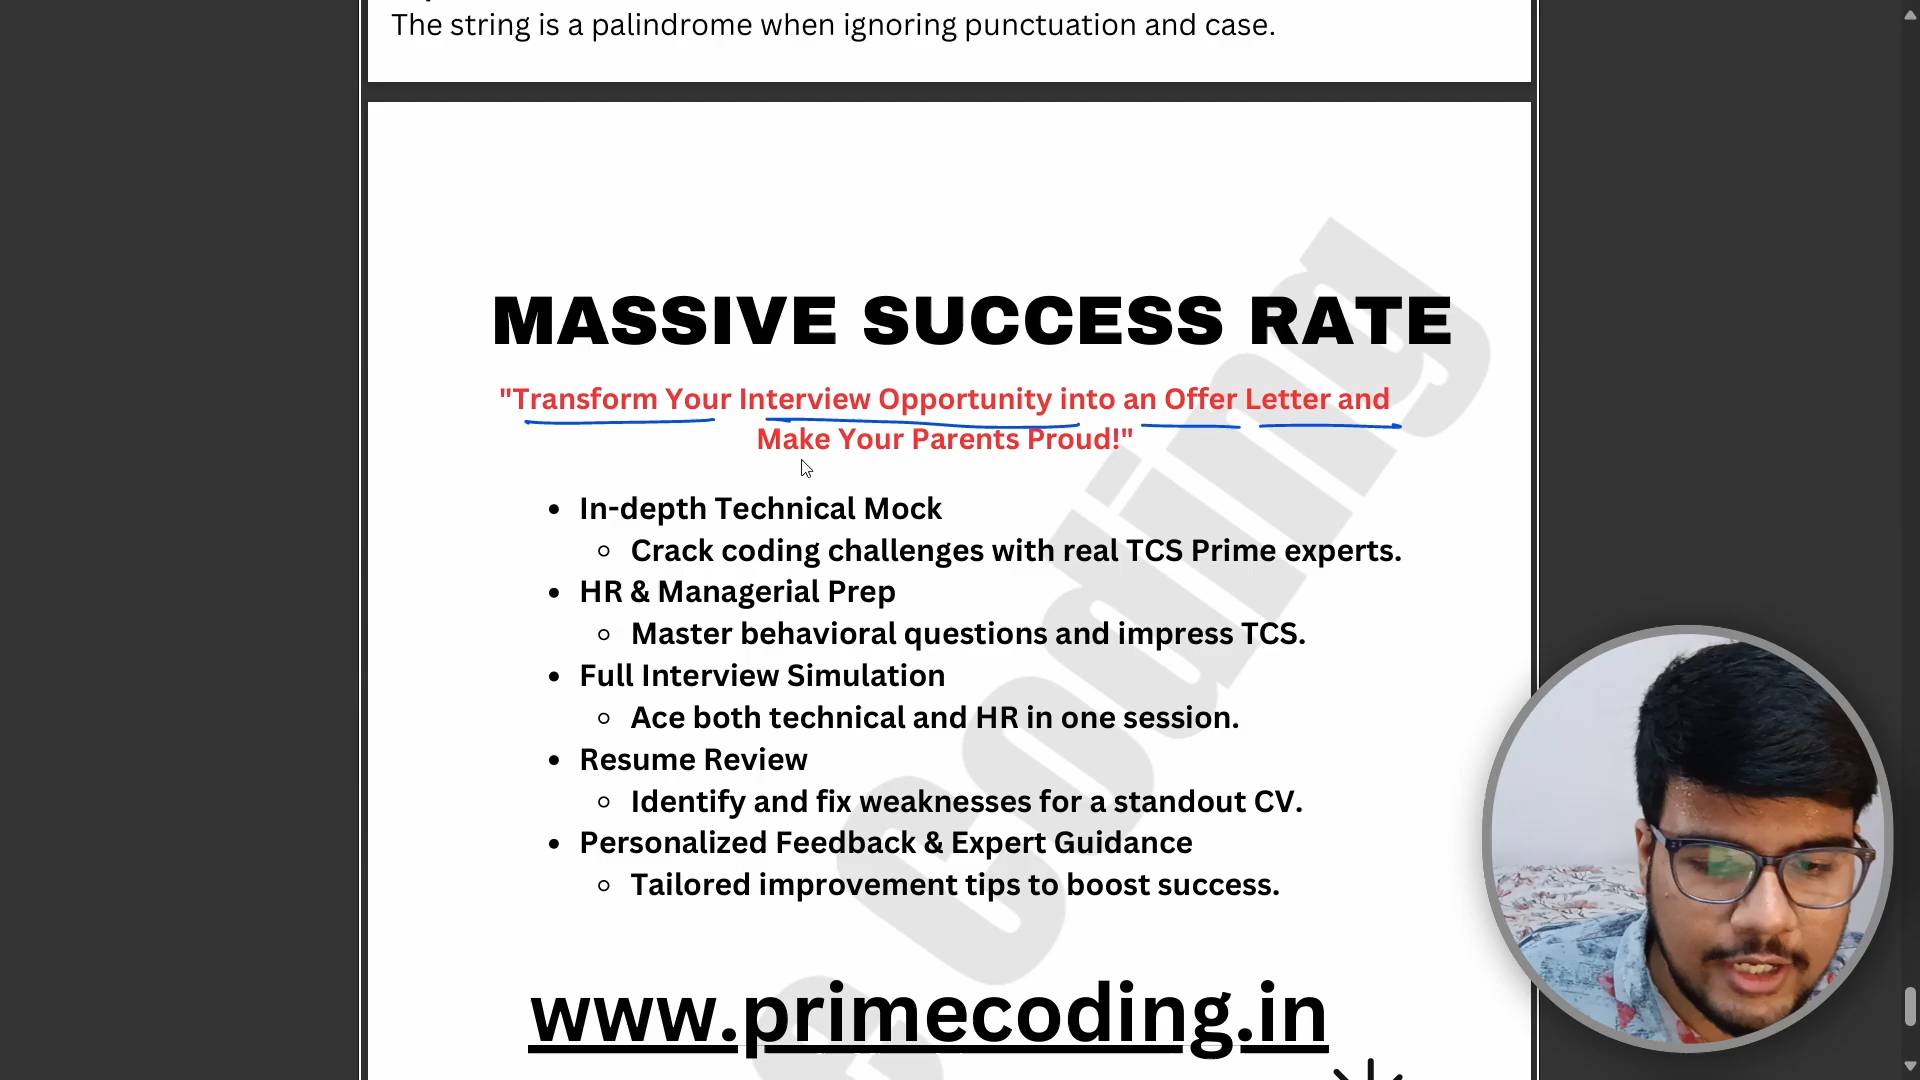 The string is a palindrome when ignoring punctuation and case.
MASSIVE SUCCESS RATE
"Transform Your Interview Opportunity into an Offer Letter and
Make Your Parents Proud!"
• In-depth Technical Mock
◦ Crack coding challenges with real TCS Prime experts.
• HR & Managerial Prep
◦ Master behavioral questions and impress TCS.
• Full Interview Simulation
◦ Ace both technical and HR in one session.
• Resume Review
◦ Identify and fix weaknesses for a standout CV.
• Personalized Feedback & Expert Guidance
◦ Tailored improvement tips to boost success.
www.primecoding.in
Coding